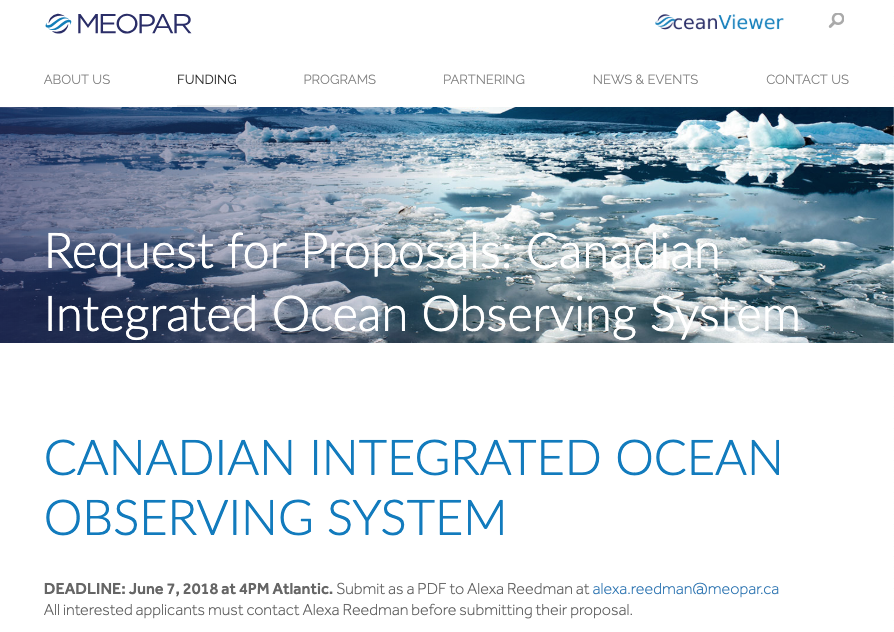 MEOPAR
OceanViewer
ABOUT US
FUNDING
PROGRAMS
PARTNERING
NEWS & EVENTS
CONTACT US
Request for Proposals: Canadian
Integrated Ocean Observing System
CANADIAN INTEGRATED OCEAN
OBSERVING SYSTEM
DEADLINE: June 7, 2018 at 4PM Atlantic. Submit as a PDF to Alexa Reedman at alexa.reedman@meopar.ca
All interested applicants must contact Alexa Reedman before submitting their proposal.